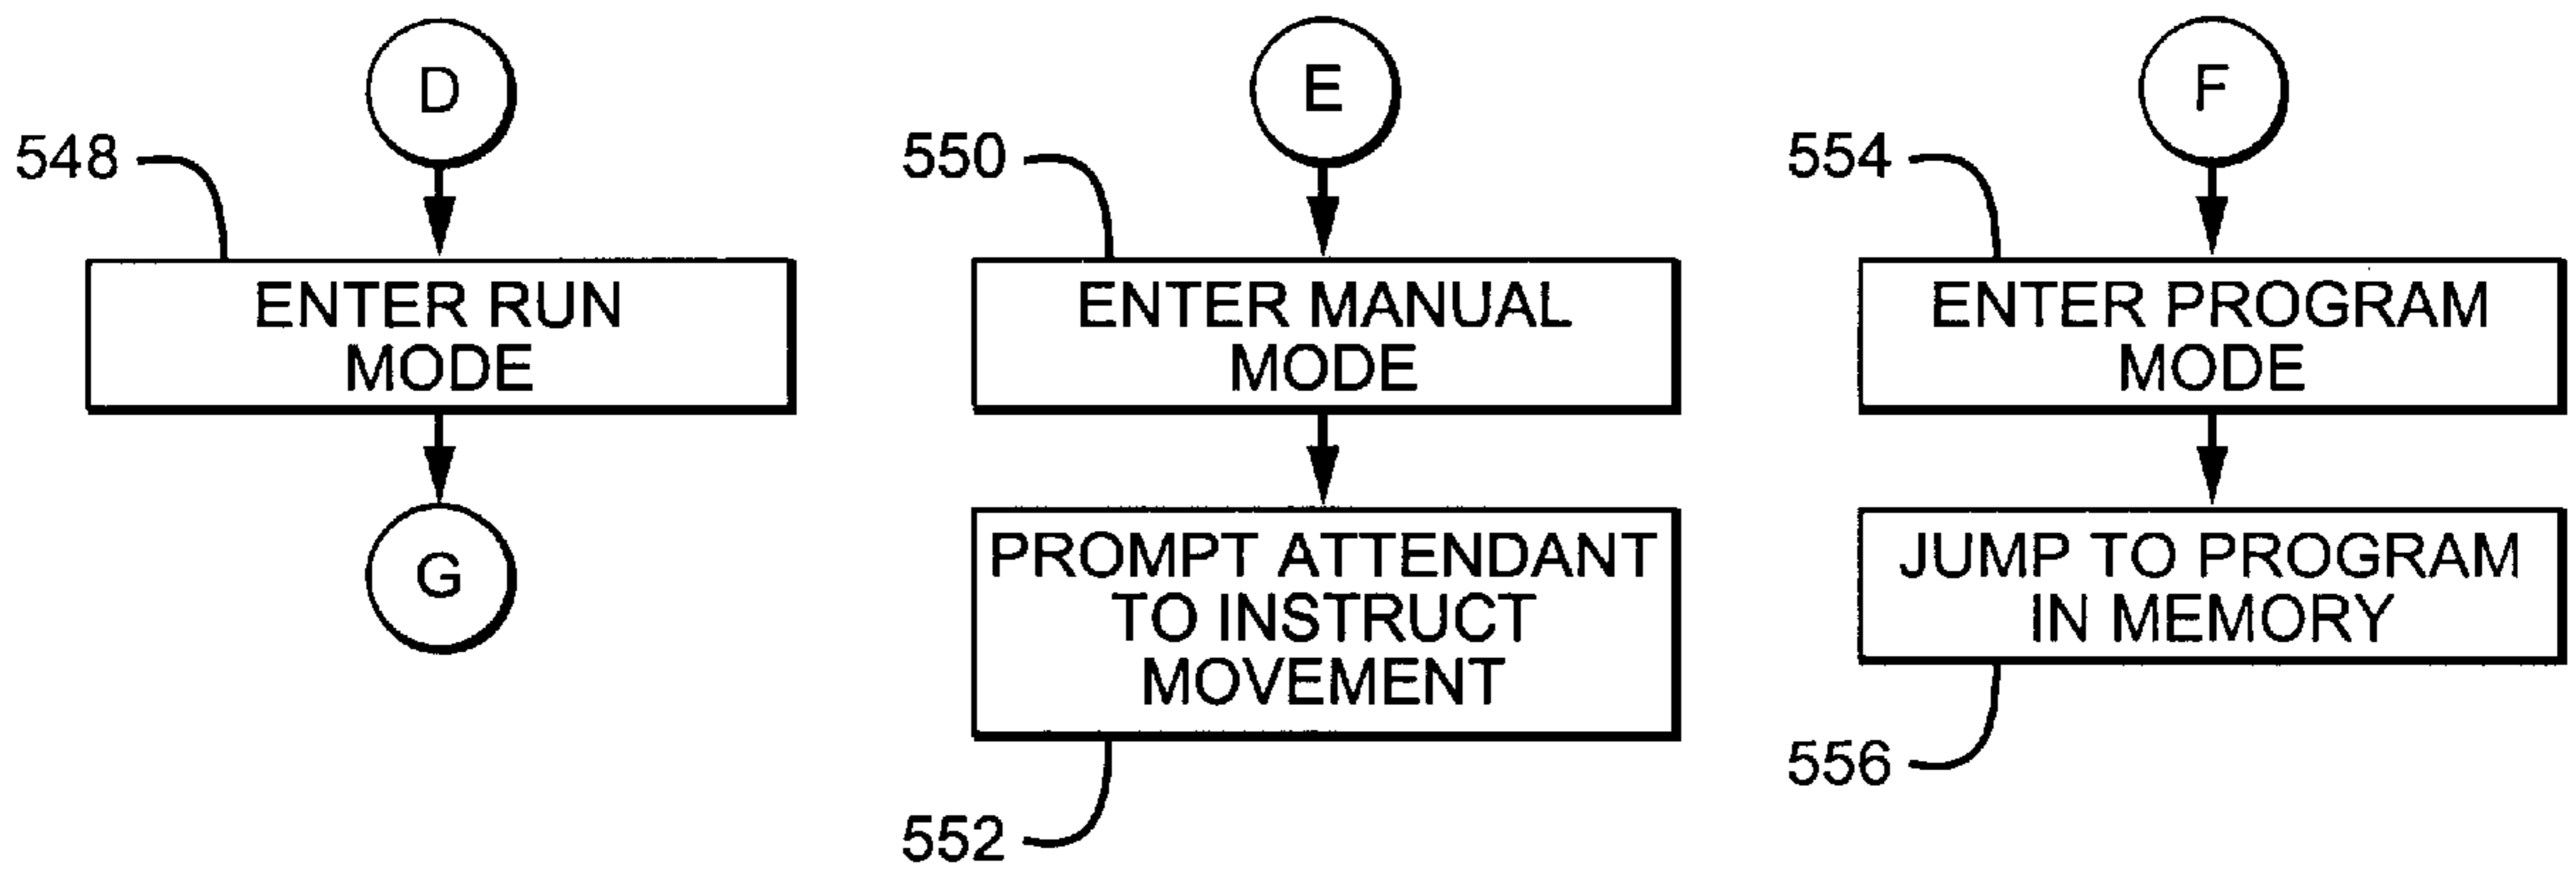 D
548
ENTER RUN
MODE
G
E
550
ENTER MANUAL
MODE
PROMPT ATTENDANT
TO INSTRUCT
MOVEMENT
552
F
554
ENTER PROGRAM
MODE
JUMP TO PROGRAM
IN MEMORY
556